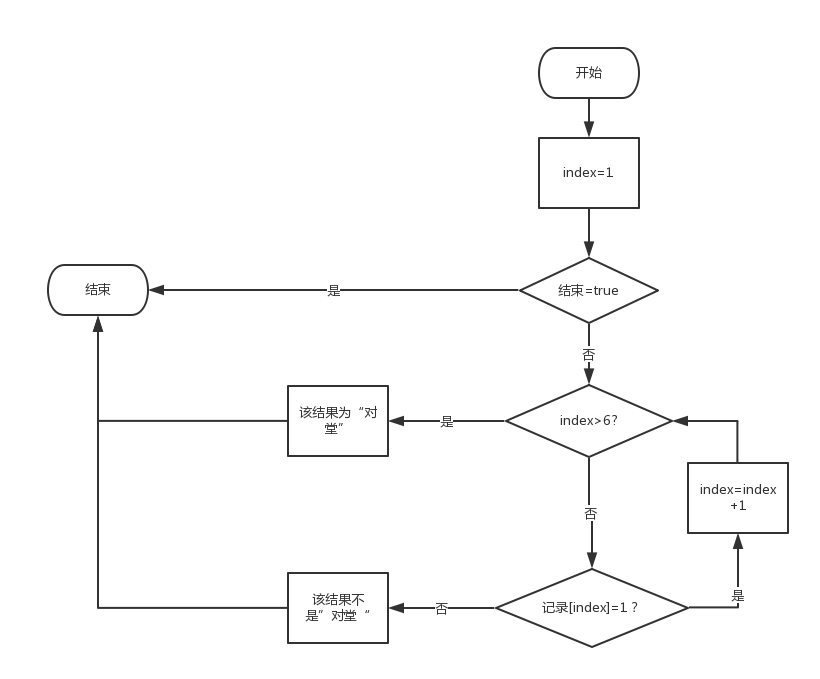 开始
index=1
结束=true
是
结束
否
index>6?
是
该结果为“对
堂”
index=index
+1
否
记录[index]=1？
是
否
该结果不
是”对堂“